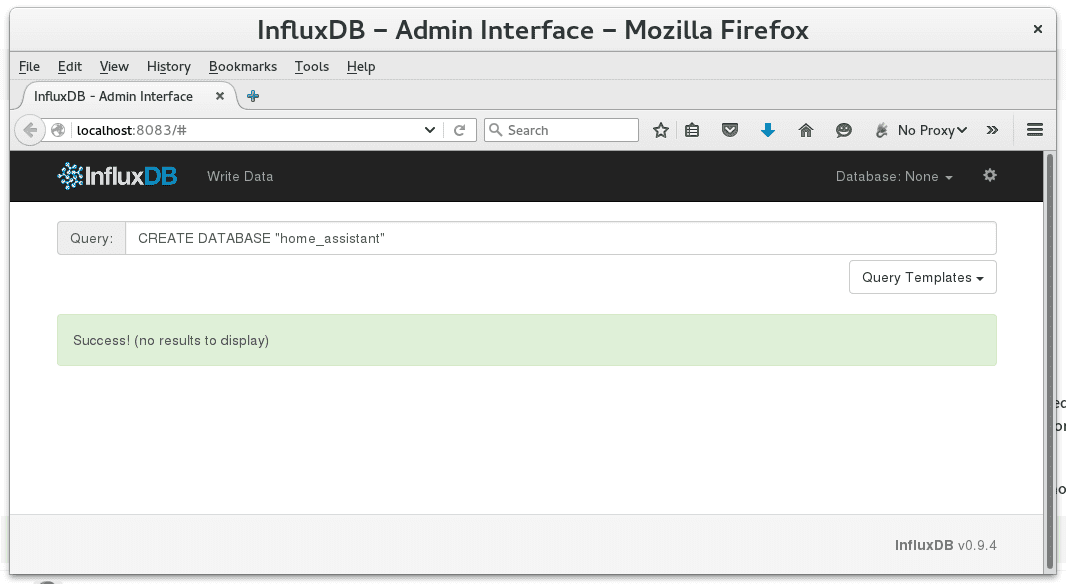 InfluxDB – Admin Interface – Mozilla Firefox ×
File Edit View History Bookmarks Tools Help
InfluxDB - Admin Interface ×
localhost:8083/# Search No Proxy »
InfluxDB Write Data Database: None
Query: CREATE DATABASE "home_assistant"
Query Templates
Success! (no results to display)
InfluxDB v0.9.4